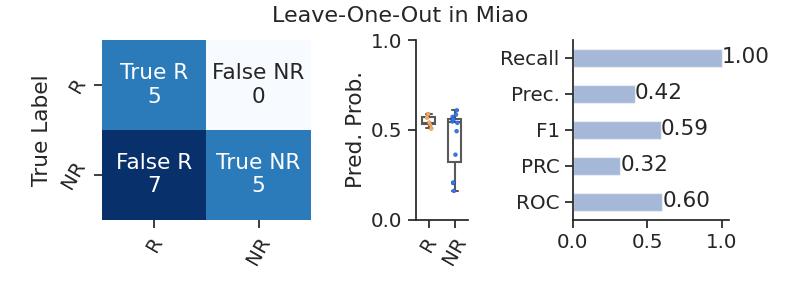 Leave-One-Out in Miao
True Label
R
NR
True R
5
False NR
0
False R
7
True NR
5
R
NR
Pred. Prob.
1.0
0.5
0.0
R
NR
Recall
1.00
Prec.
0.42
F1
0.59
PRC
0.32
ROC
0.60
0.0
0.5
1.0